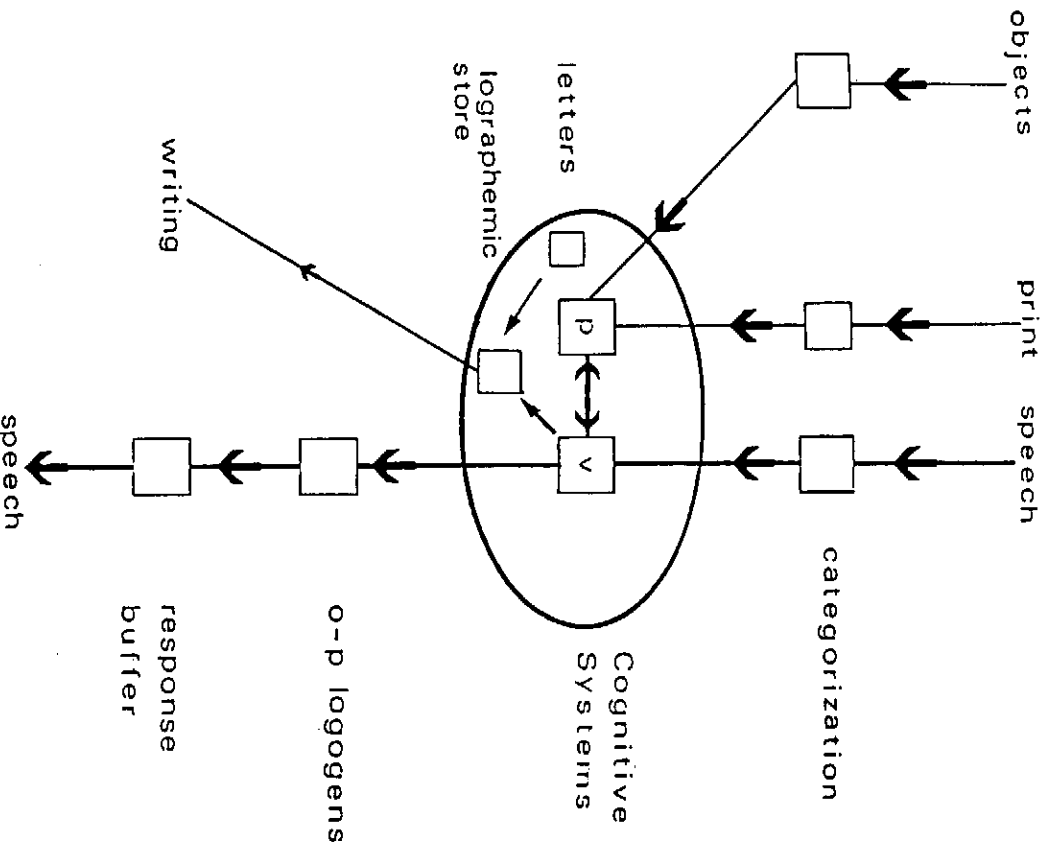 objects
print
speech
categorization
Cognitive
Systems
p
v
letters
lographemic
store
o-p logogens
writing
response
buffer
speech